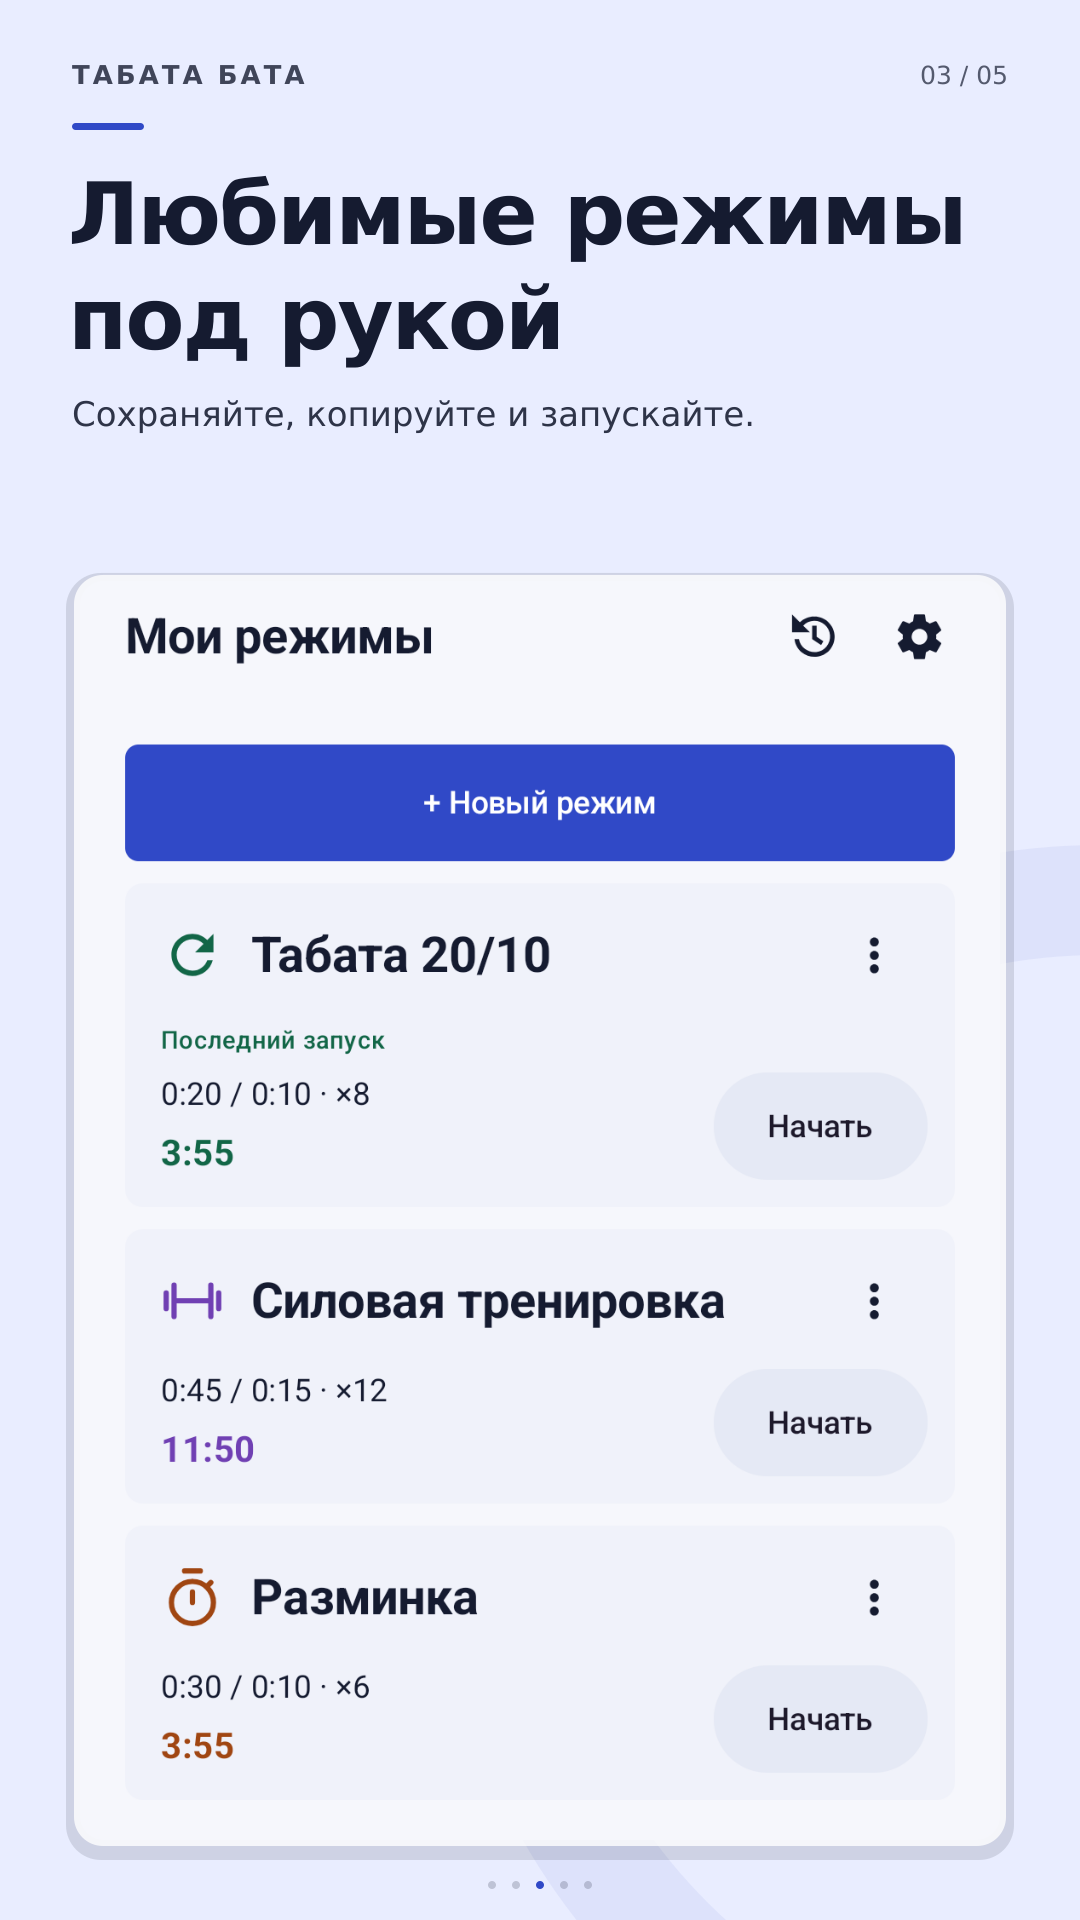 ТАБАТА БАТА
03 / 05
Любимые режимы
под рукой
Сохраняйте, копируйте и запускайте.
Мои режимы
+ Новый режим
Табата 20/10
Последний запуск
0:20 / 0:10 · ×8
3:55
Начать
Силовая тренировка
0:45 / 0:15 · ×12
11:50
Начать
Разминка
0:30 / 0:10 · ×6
3:55
Начать